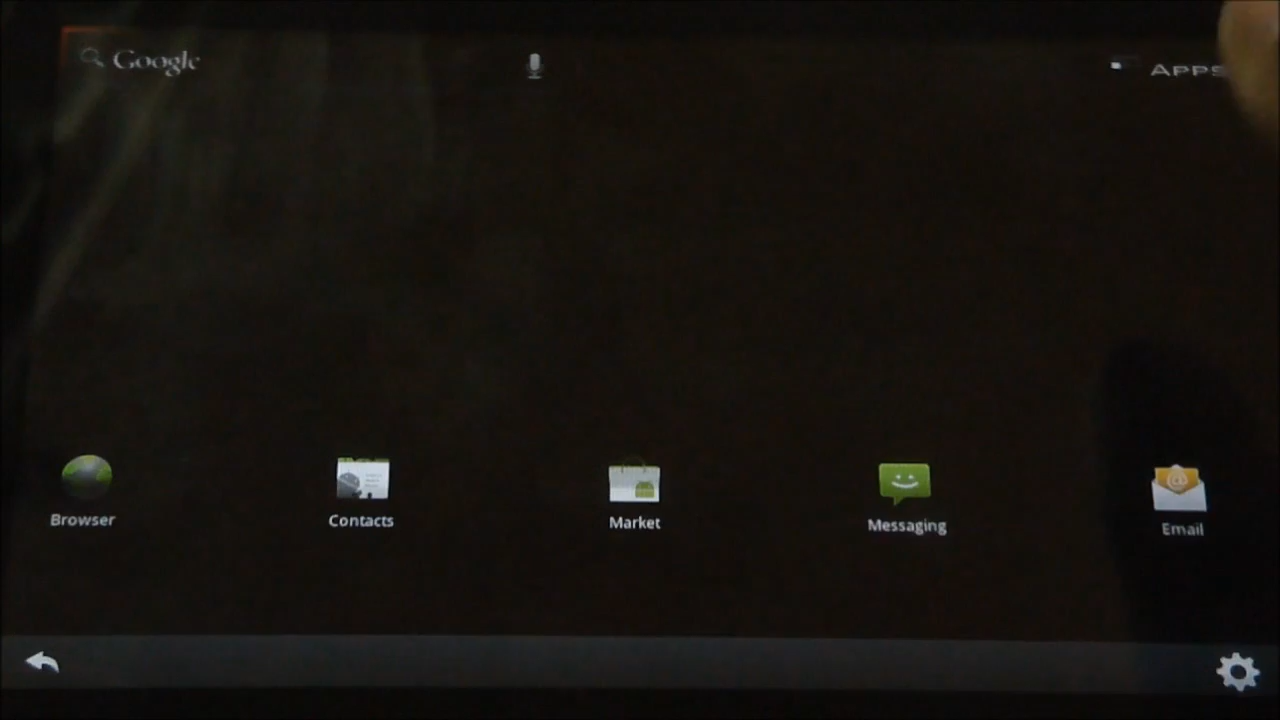 Google
APPS
Browser
Contacts
Market
Messaging
Email